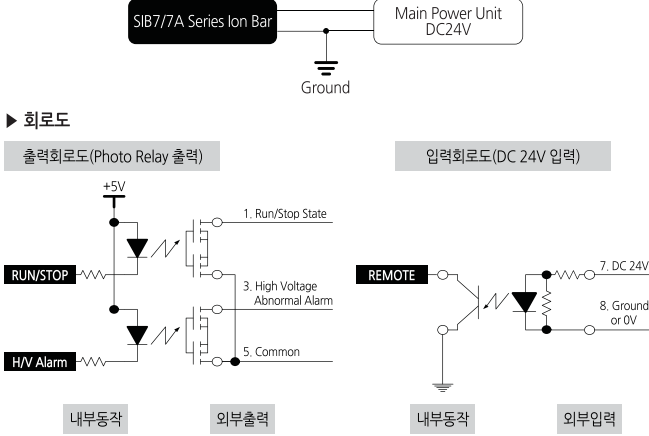 SIB7/7A Series Ion Bar
Main Power Unit
DC24V
Ground
▶ 회로도
출력회로도(Photo Relay 출력)
입력회로도(DC 24V 입력)
+5V
1. Run/Stop State
RUN/STOP
3. High Voltage
Abnormal Alarm
H/V Alarm
5. Common
REMOTE
7. DC 24V
8. Ground
or 0V
내부동작
외부출력
내부동작
외부입력